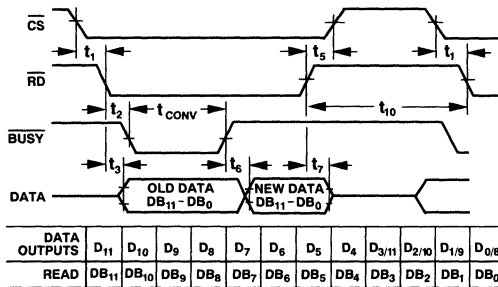 CS
t1 t5 t1
RD
t2 tCONV t10
BUSY
t3 t6 t7
DATA OLD DATA DB11–DB0 NEW DATA DB11–DB0
DATA OUTPUTS D11 D10 D9 D8 D7 D6 D5 D4 D3/11 D2/10 D1/9 D0/8
READ DB11 DB10 DB9 DB8 DB7 DB6 DB5 DB4 DB3 DB2 DB1 DB0